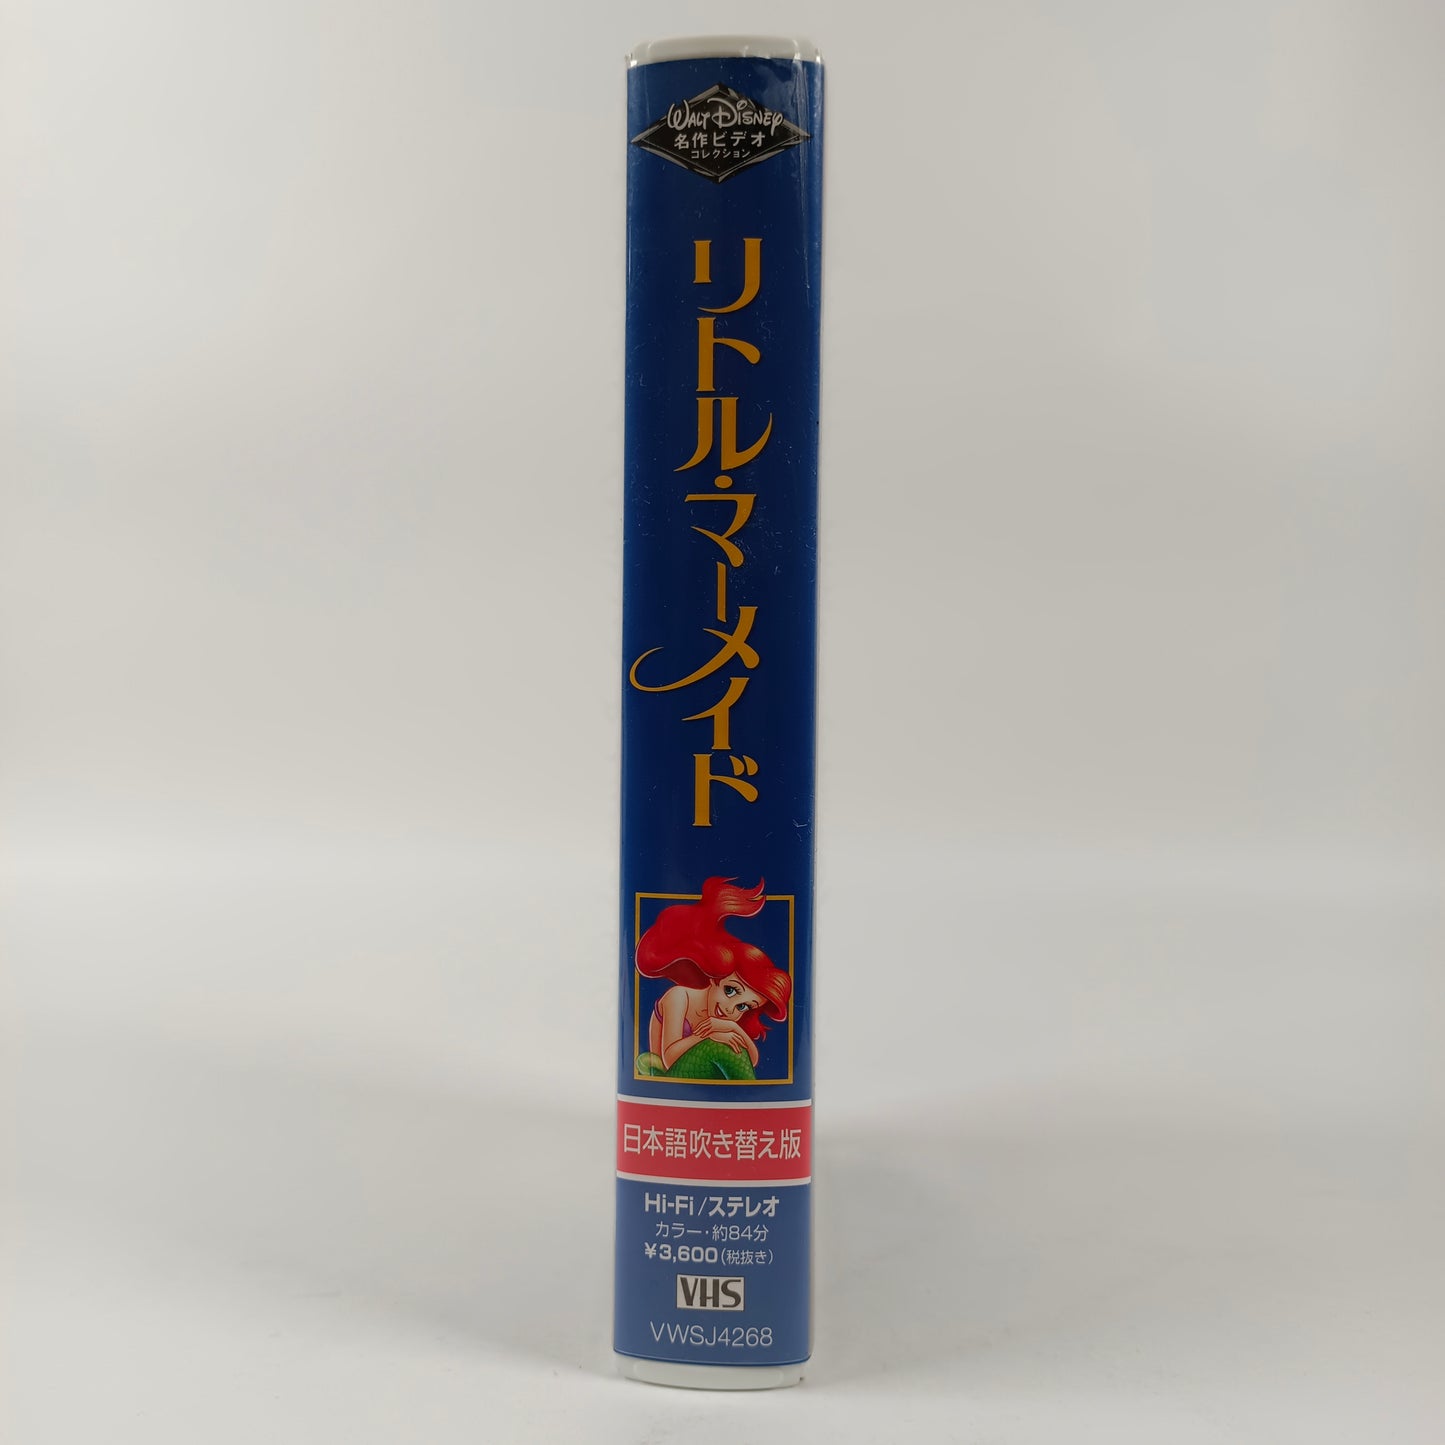 WALT DISNEY
名作ビデオ
コレクション
リトル・マーメイド
日本語吹き替え版
Hi-Fi/ステレオ
カラー・約84分
¥3,600(税抜き)
VHS
VWSJ4268